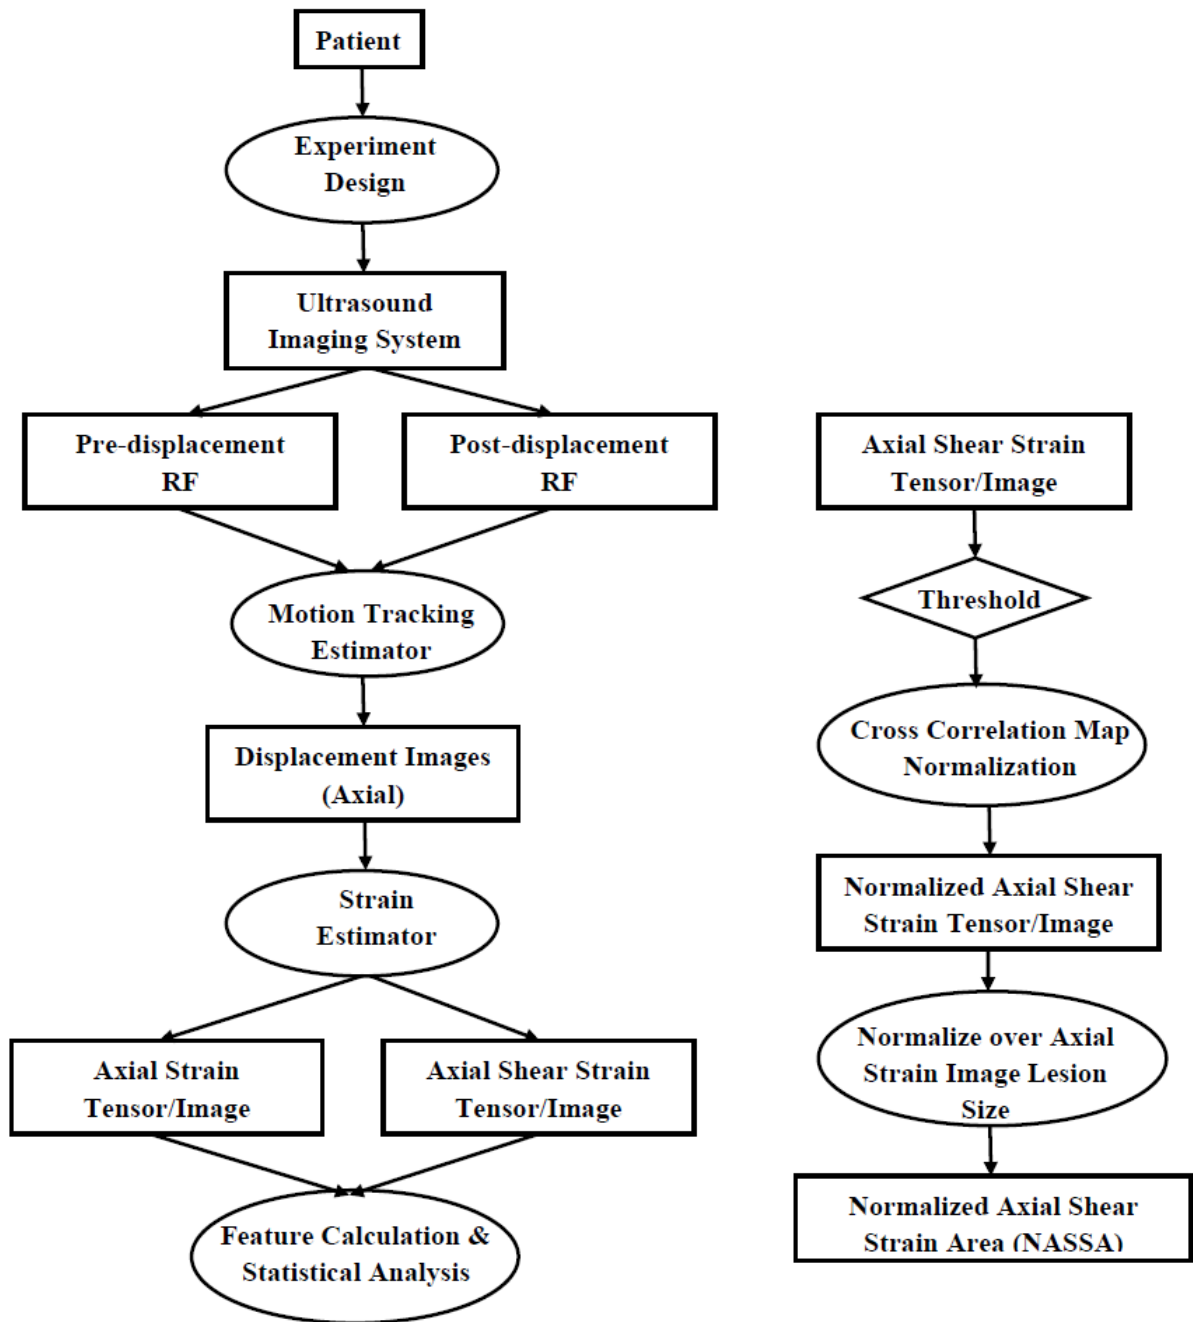 Patient
Experiment
Design
Ultrasound
Imaging System
Pre-displacement
RF
Post-displacement
RF
Motion Tracking
Estimator
Displacement Images
(Axial)
Strain
Estimator
Axial Strain
Tensor/Image
Axial Shear Strain
Tensor/Image
Feature Calculation &
Statistical Analysis
Axial Shear Strain
Tensor/Image
Threshold
Cross Correlation Map
Normalization
Normalized Axial Shear
Strain Tensor/Image
Normalize over Axial
Strain Image Lesion
Size
Normalized Axial Shear
Strain Area (NASSA)